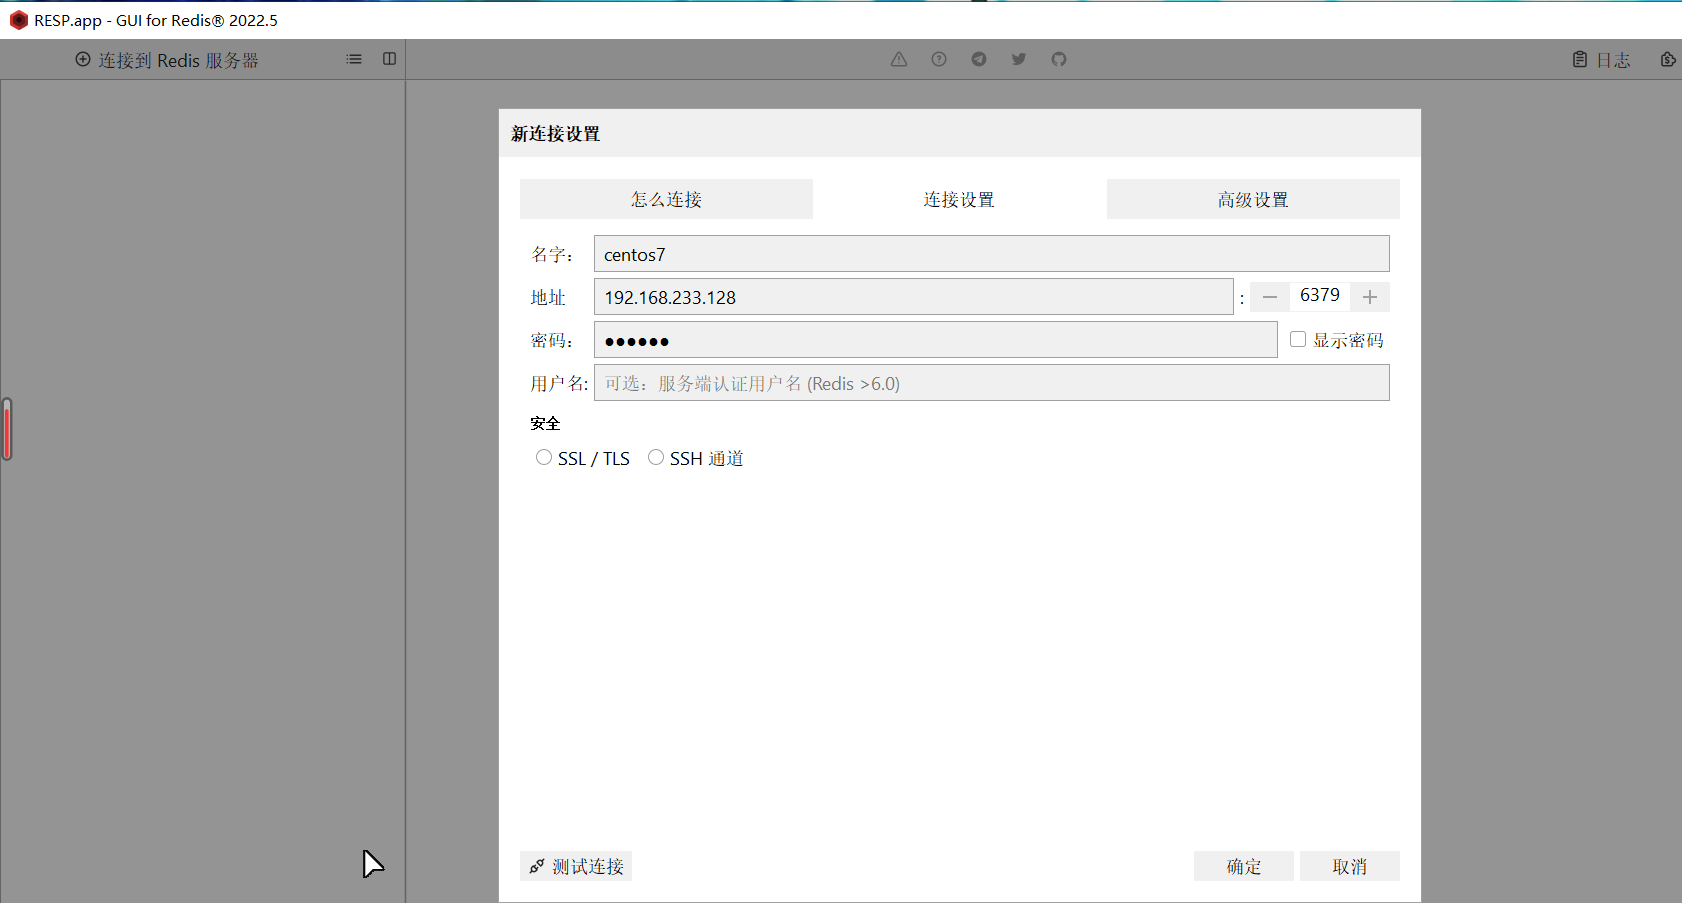 RESP.app - GUI for Redis® 2022.5
连接到 Redis 服务器
日志
新连接设置
怎么连接
连接设置
高级设置
名字：
centos7
地址
192.168.233.128
:
6379
密码：
●●●●●●
显示密码
用户名:
可选：服务端认证用户名 (Redis >6.0)
安全
SSL / TLS
SSH 通道
测试连接
确定
取消